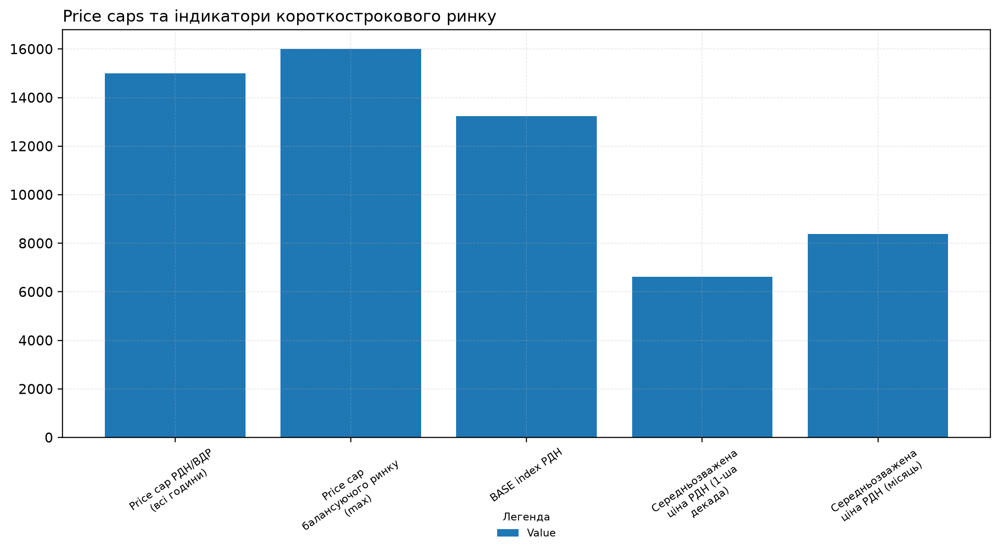 Price caps та індикатори короткострокового ринку
16000
14000
12000
10000
8000
6000
4000
2000
0
Price cap РДН/ВДР
(всі години)
Price cap
балансуючого ринку
(max)
BASE index РДН
Середньозважена
ціна РДН (1-ша
декада)
Середньозважена
ціна РДН (місяць)
Легенда
Value